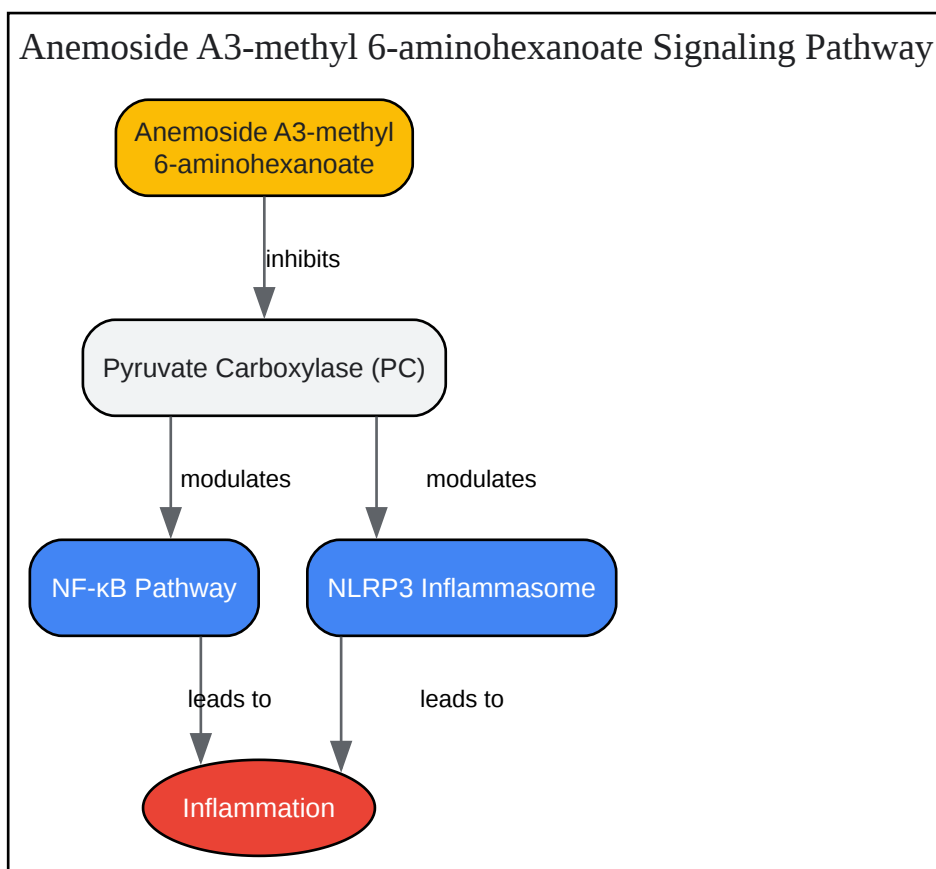 Anemoside A3-methyl 6-aminohexanoate Signaling Pathway
Anemoside A3-methyl
6-aminohexanoate
inhibits
Pyruvate Carboxylase (PC)
modulates
modulates
NF-κB Pathway
NLRP3 Inflammasome
leads to
leads to
Inflammation